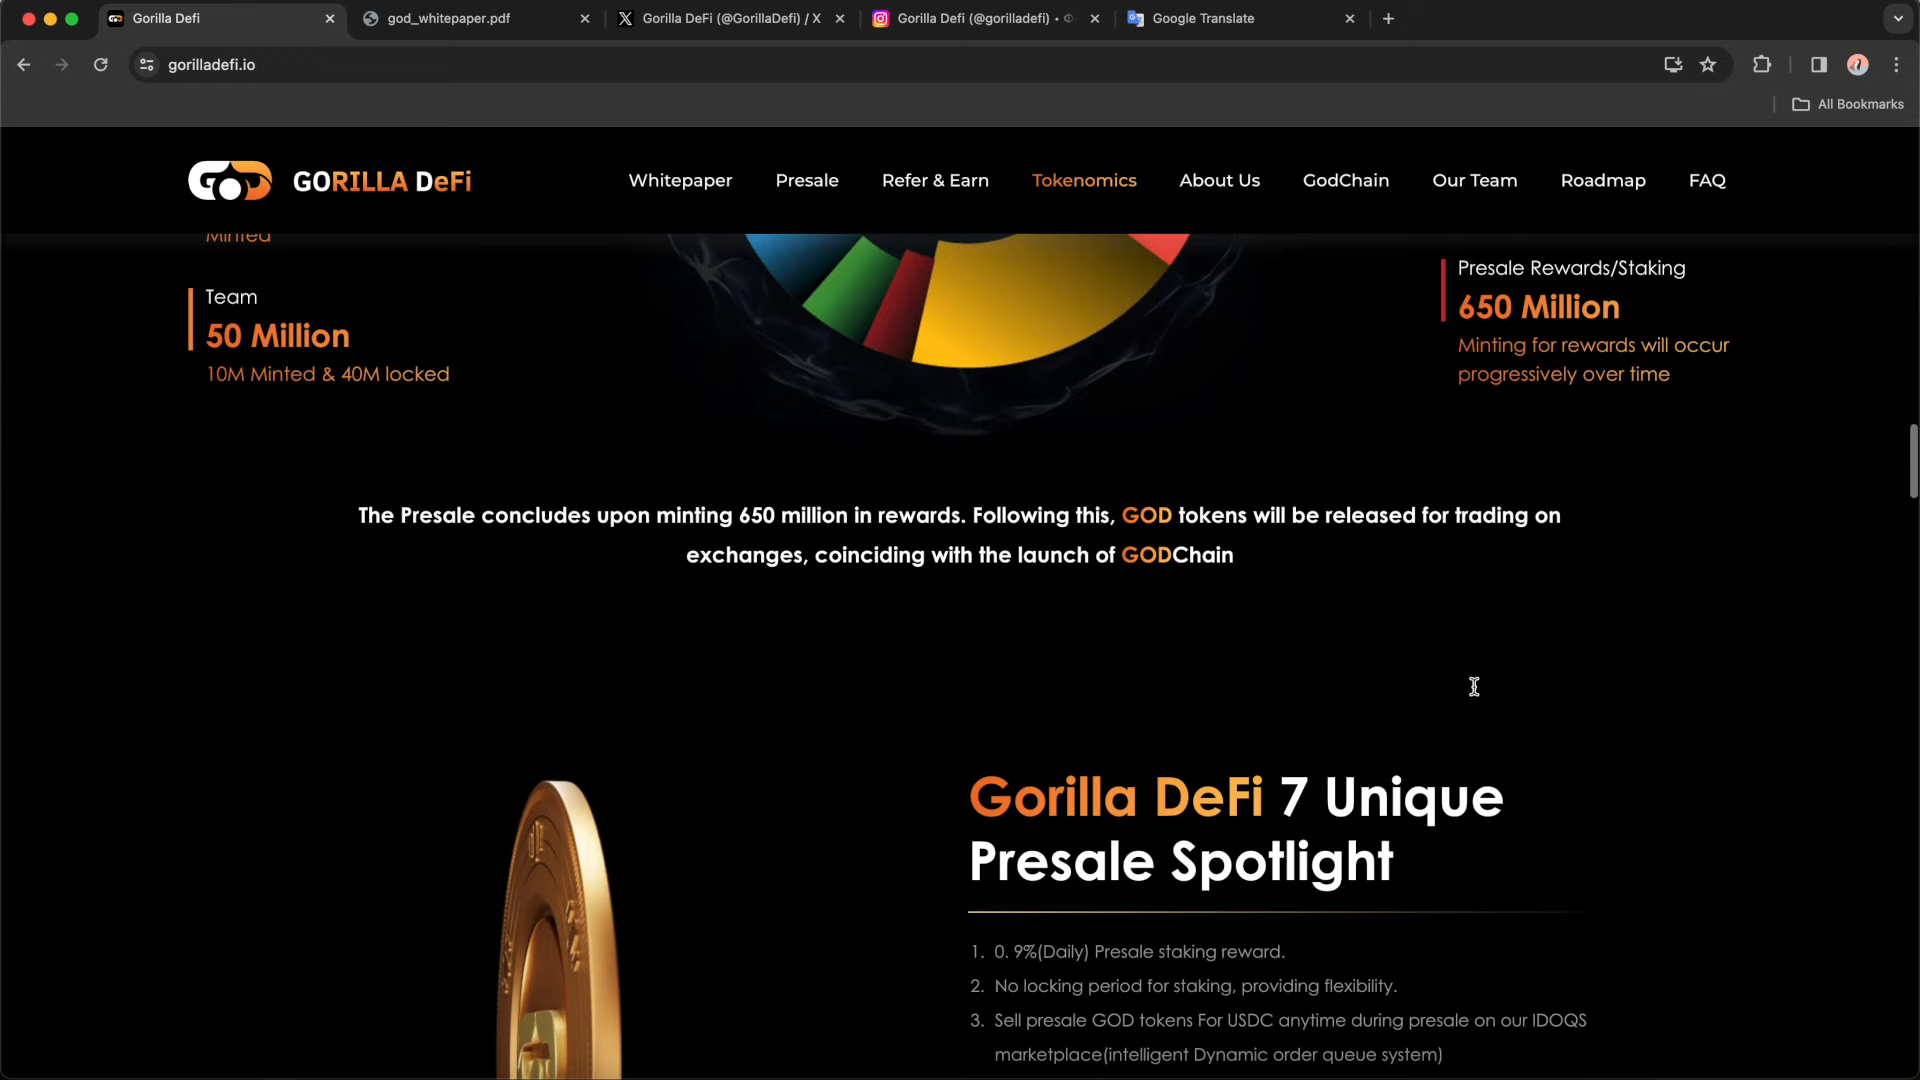 Gorilla Defi
god_whitepaper.pdf
Gorilla DeFi (@GorillaDefi) / X
Gorilla Defi (@gorilladefi) •
Google Translate
gorilladefi.io
All Bookmarks
GORILLA DeFi
Whitepaper
Presale
Refer & Earn
Tokenomics
About Us
GodChain
Our Team
Roadmap
FAQ
Minted
Team
50 Million
10M Minted & 40M locked
Presale Rewards/Staking
650 Million
Minting for rewards will occur
progressively over time
The Presale concludes upon minting 650 million in rewards. Following this, GOD tokens will be released for trading on
exchanges, coinciding with the launch of GODChain
Gorilla DeFi 7 Unique
Presale Spotlight
1. 0. 9%(Daily) Presale staking reward.
2. No locking period for staking, providing flexibility.
3. Sell presale GOD tokens For USDC anytime during presale on our IDOQS
marketplace(intelligent Dynamic order queue system)